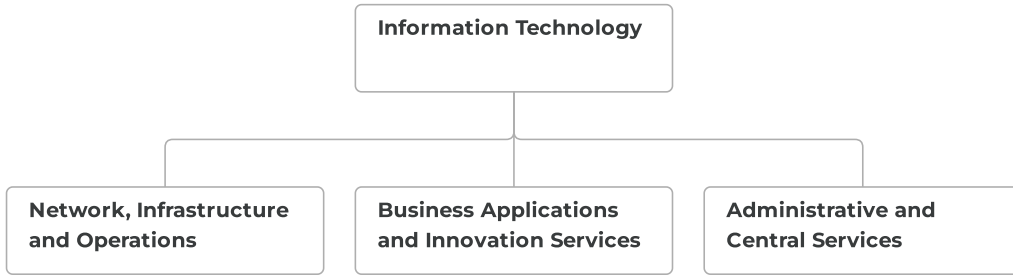 Information Technology
Network, Infrastructure
and Operations
Business Applications
and Innovation Services
Administrative and
Central Services